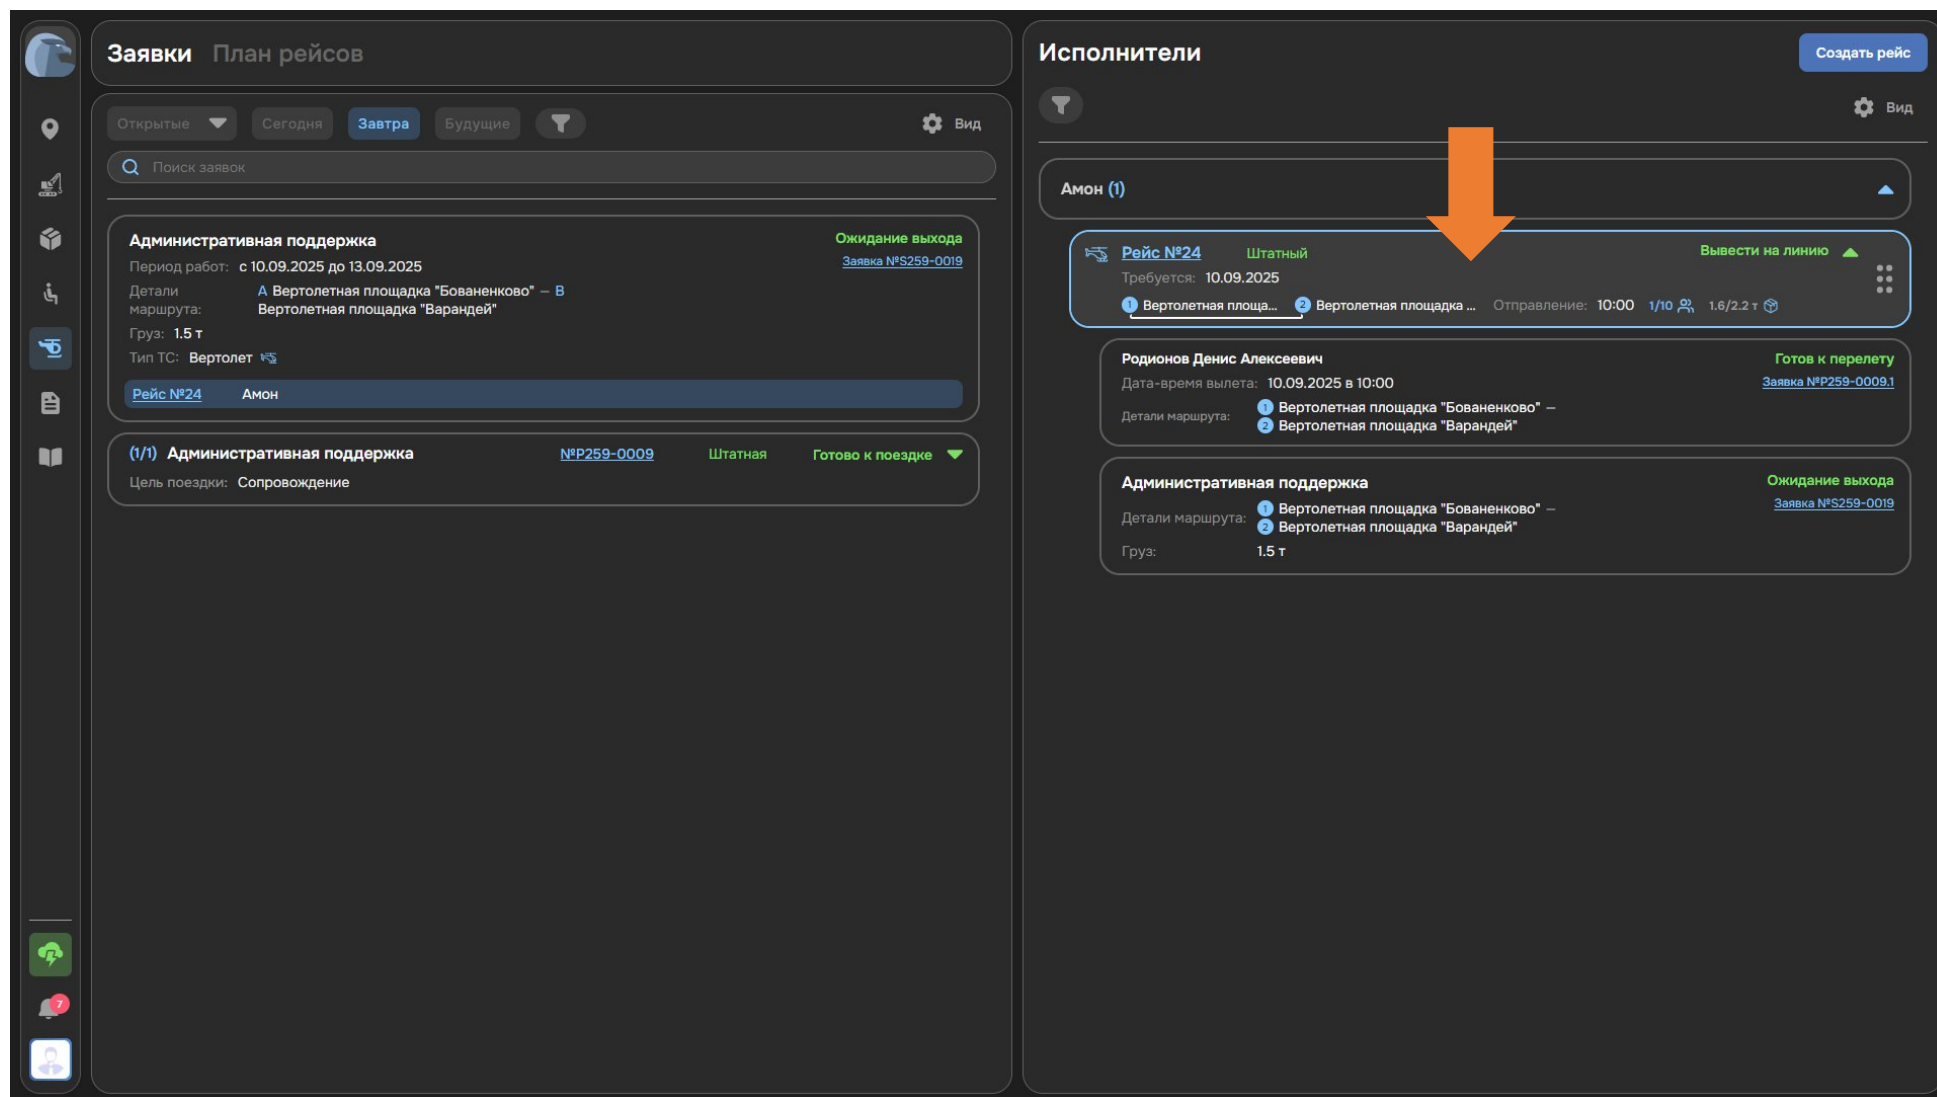 Заявки План рейсов
Открытые Сегодня Завтра Будущие Вид
Поиск заявок
Административная поддержка Ожидание выхода
Период работ: с 10.09.2025 до 13.09.2025 Заявка №S259-0019
Детали маршрута: A Вертолетная площадка "Бованенково" — B
Вертолетная площадка "Варандей"
Груз: 1.5 т
Тип ТС: Вертолет
Рейс №24 Амон
(1/1) Административная поддержка №P259-0009 Штатная Готово к поездке
Цель поездки: Сопровождение
7
Исполнители Создать рейс
Вид
Амон (1)
Рейс №24 Штатный Вывести на линию
Требуется: 10.09.2025
1 Вертолетная площа... 2 Вертолетная площадка ... Отправление: 10:00 1/10 1.6/2.2 т
Родионов Денис Алексеевич Готов к перелету
Дата-время вылета: 10.09.2025 в 10:00 Заявка №P259-0009.1
Детали маршрута: 1 Вертолетная площадка "Бованенково" —
2 Вертолетная площадка "Варандей"
Административная поддержка Ожидание выхода
Детали маршрута: 1 Вертолетная площадка "Бованенково" — Заявка №S259-0019
2 Вертолетная площадка "Варандей"
Груз: 1.5 т